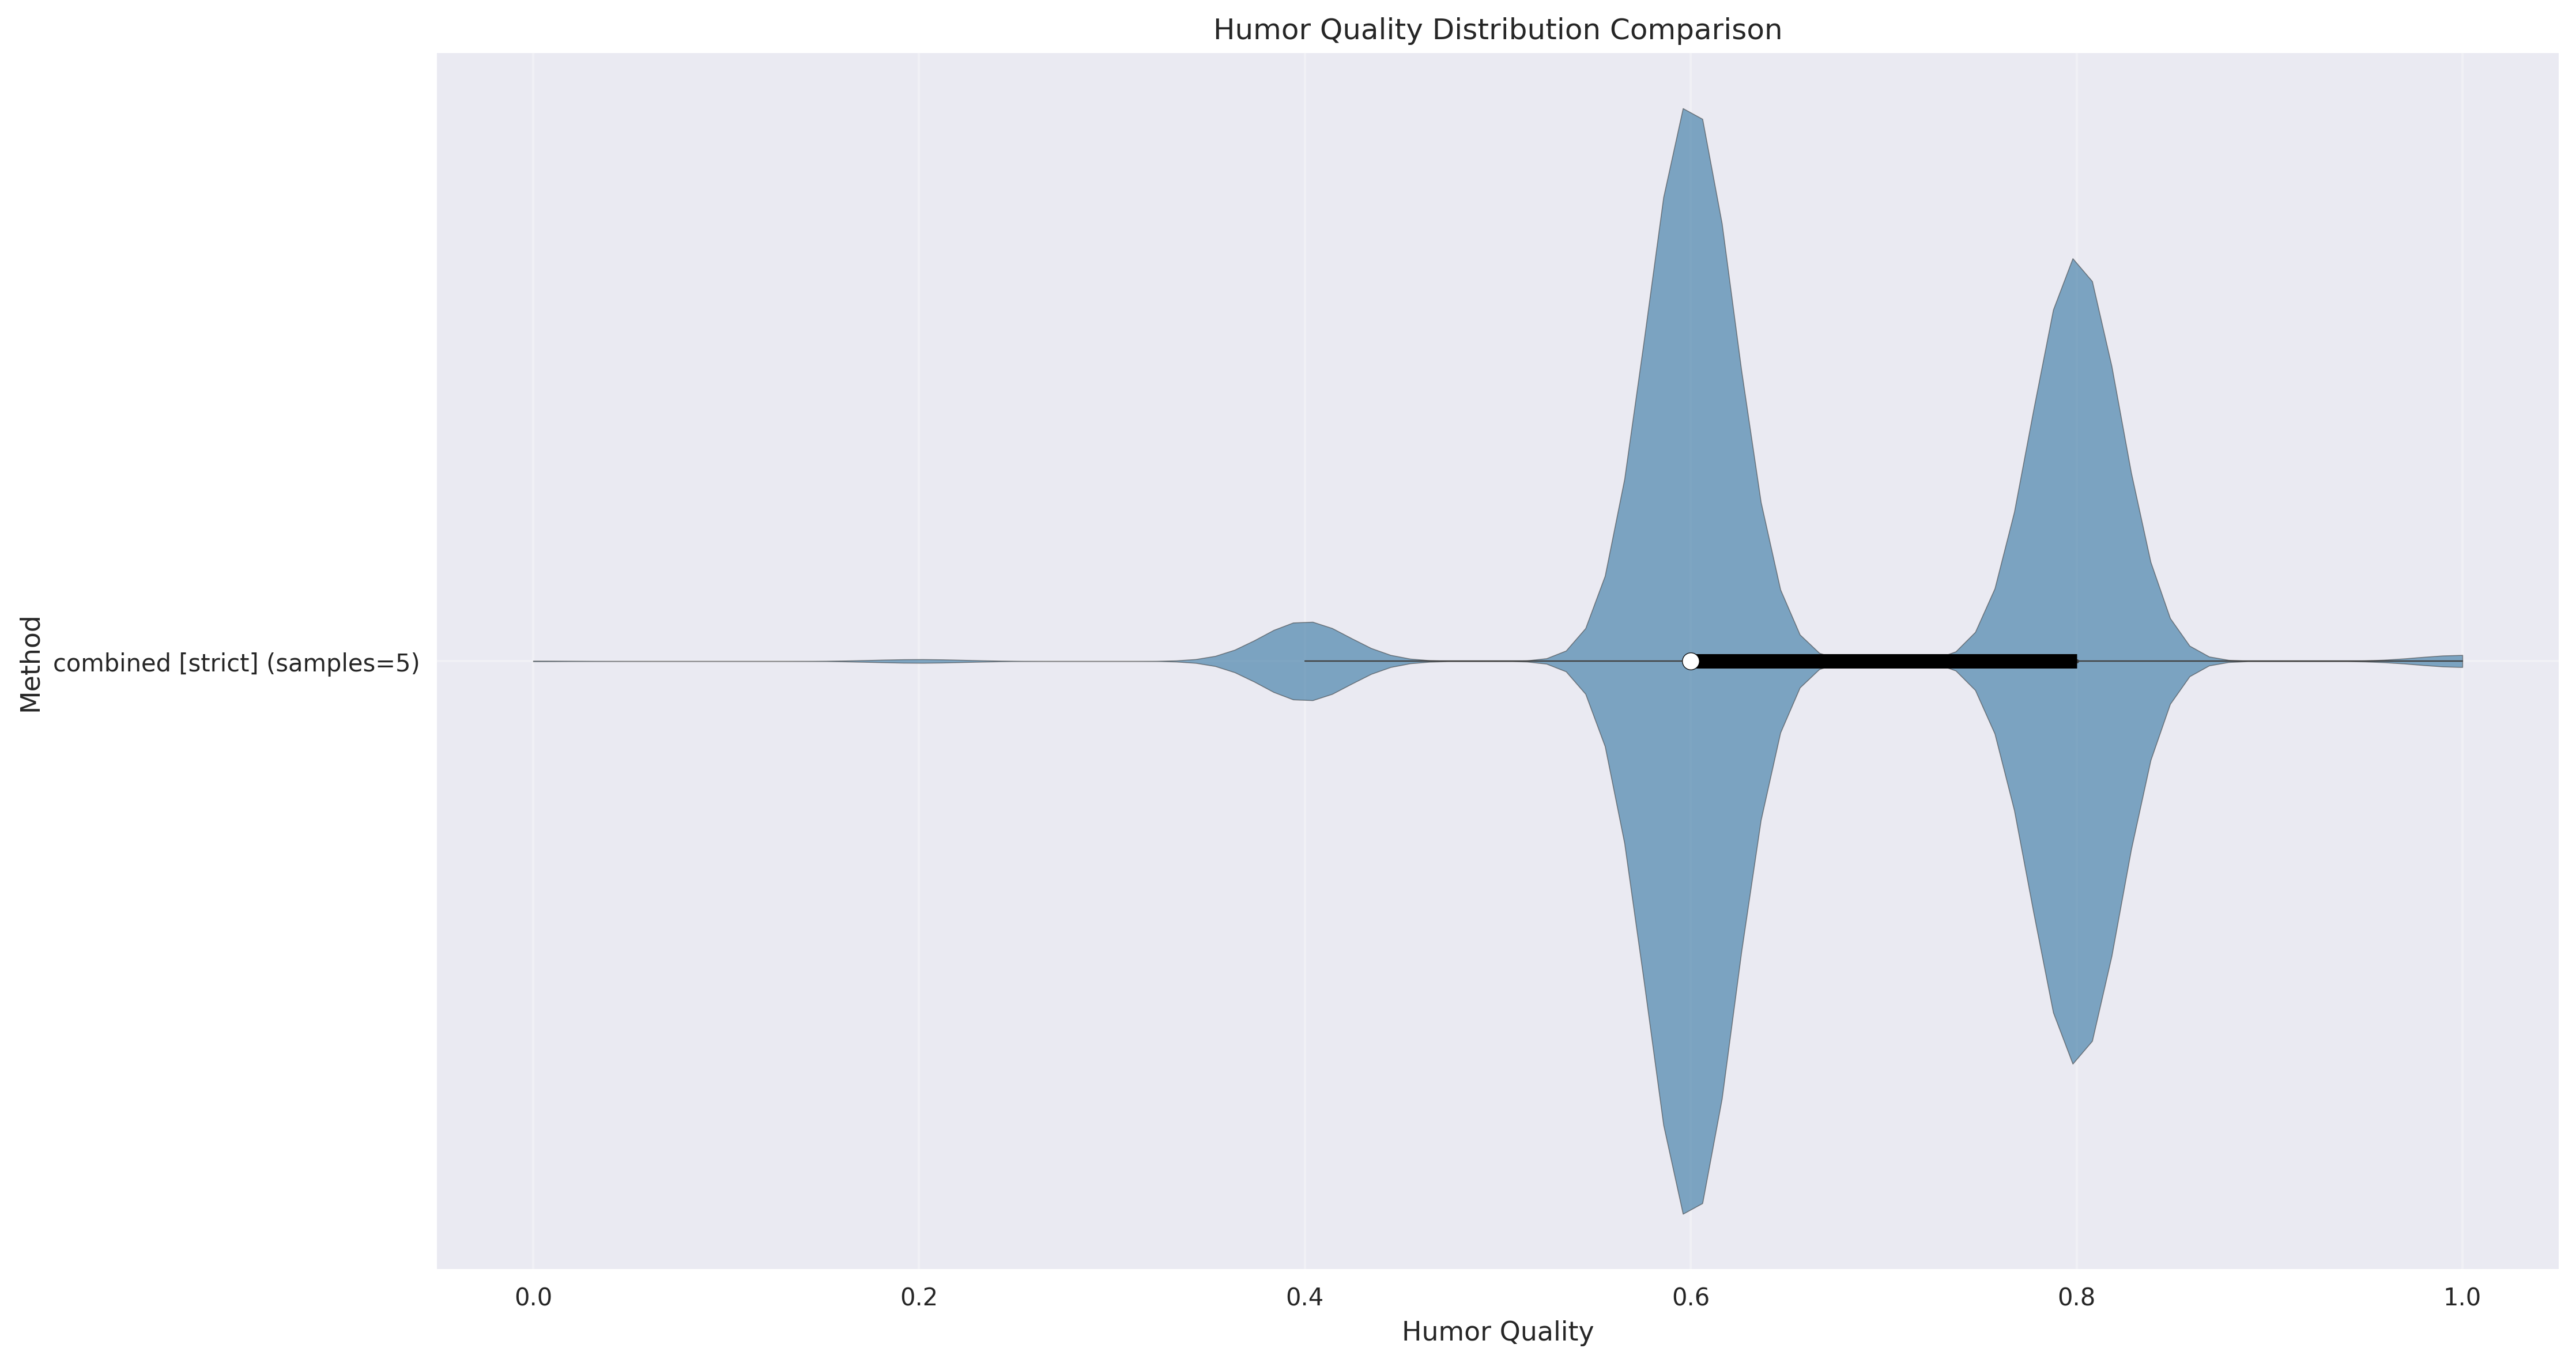 Humor Quality Distribution Comparison
Method
combined [strict] (samples=5)
0.0 0.2 0.4 0.6 0.8 1.0
Humor Quality